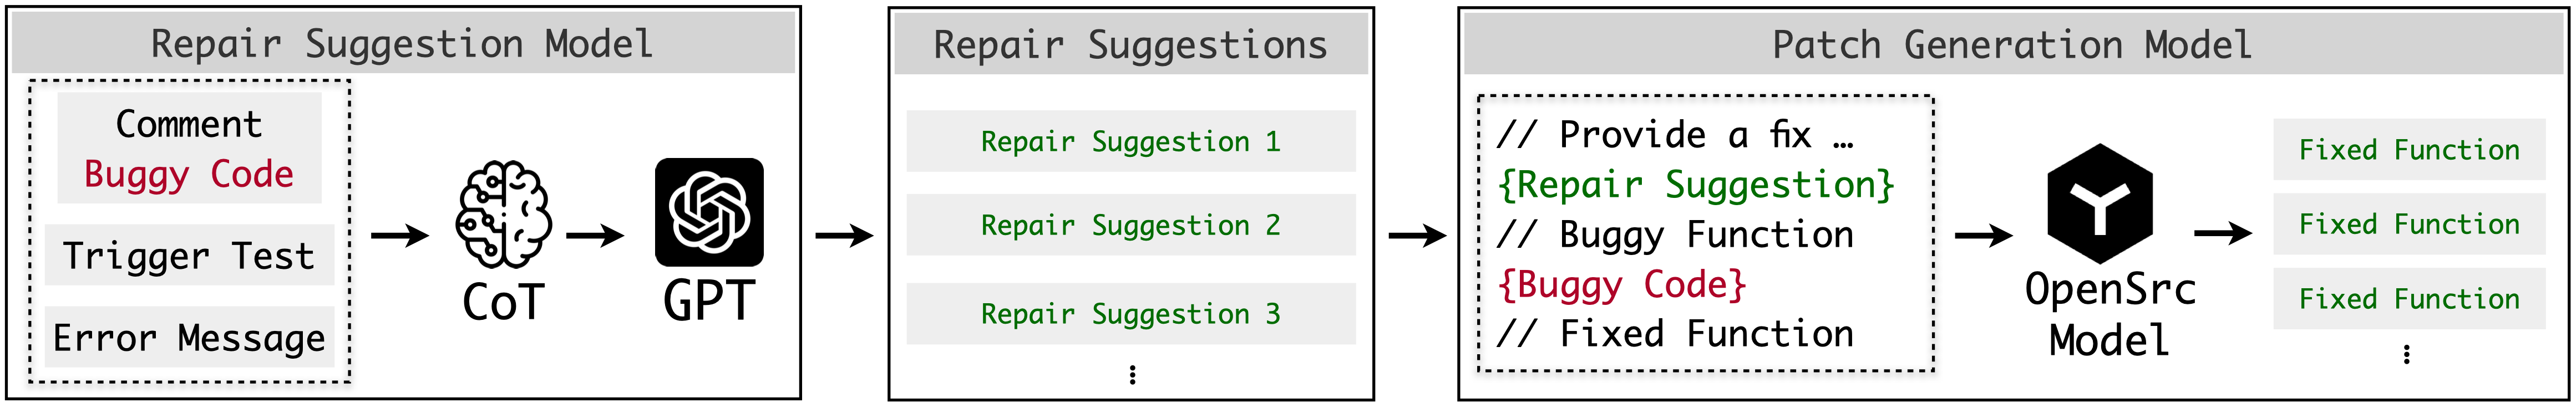 Repair Suggestion Model
Comment
Buggy Code
Trigger Test
Error Message
CoT
GPT
Repair Suggestions
Repair Suggestion 1
Repair Suggestion 2
Repair Suggestion 3
⋮
Patch Generation Model
// Provide a fix …
{Repair Suggestion}
// Buggy Function
{Buggy Code}
// Fixed Function
OpenSrc
Model
Fixed Function
Fixed Function
Fixed Function
⋮